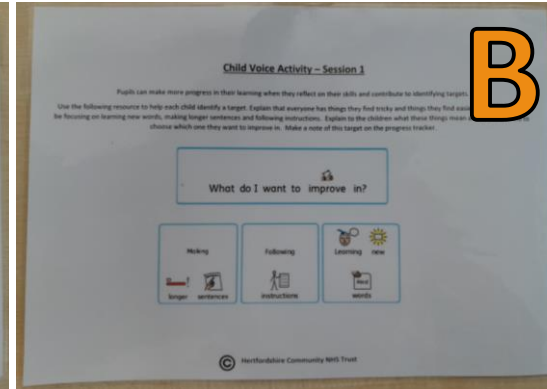 B
Child Voice Activity – Session 1
Pupils can make more progress in their learning when they reflect on their skills and contribute to identifying targets.
Use the following resource to help each child identify a target. Explain that everyone has things they find tricky and things they find
be focusing on learning new words, making longer sentences and following instructions. Explain to the children what these things mean
choose which one they want to improve in. Make a note of this target on the progress tracker.
What do I want to improve in?
Making
longer sentences
Following
instructions
Learning new
words
© Hertfordshire Community NHS Trust